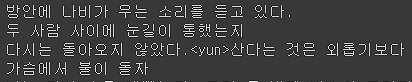 방안에 나비가 우는 소리를 듣고 있다.
두 사람 사이에 눈길이 통했는지
다시는 돌아오지 않았다.<yun>산다는 것은 외롭기보다
가슴에서 봉이 돌자